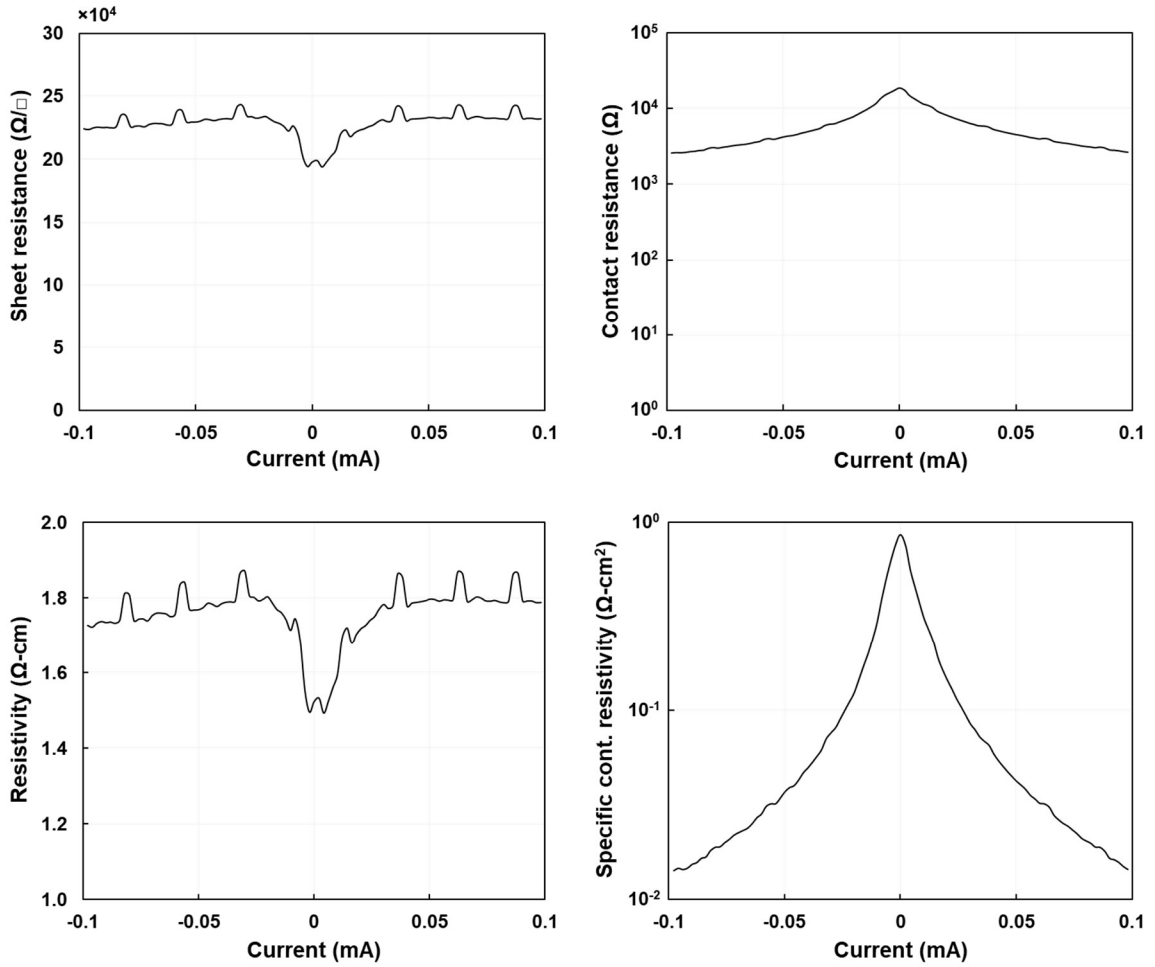 ×10⁴
30
25
20
15
10
5
0
Sheet resistance (Ω/□)
-0.1 -0.05 0 0.05 0.1
Current (mA)
10⁵
10⁴
10³
10²
10¹
10⁰
Contact resistance (Ω)
-0.1 -0.05 0 0.05 0.1
Current (mA)
2.0
1.8
1.6
1.4
1.2
1.0
Resistivity (Ω-cm)
-0.1 -0.05 0 0.05 0.1
Current (mA)
10⁰
10⁻¹
10⁻²
Specific cont. resistivity (Ω-cm²)
-0.1 -0.05 0 0.05 0.1
Current (mA)